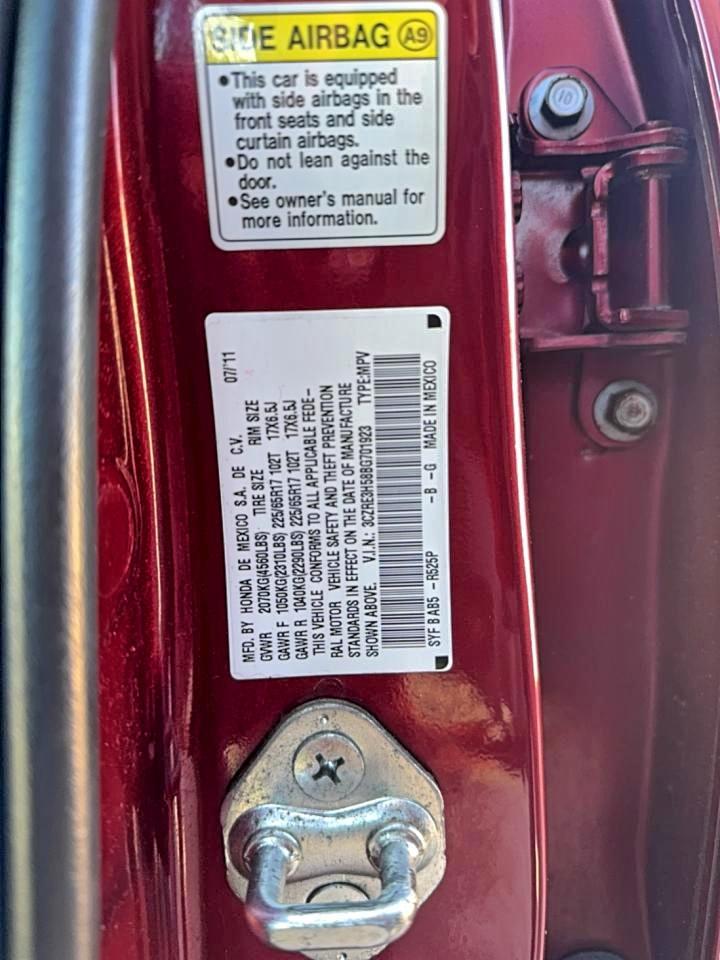 SIDE AIRBAG A9
•This car is equipped
with side airbags in the
front seats and side
curtain airbags.
•Do not lean against the
door.
•See owner's manual for
more information.
MFD. BY HONDA DE MEXICO S.A. DE C.V. 07/'11
GVWR 2070KG(4560LBS) TIRE SIZE RIM SIZE
GAWR F 1050KG(2310LBS) 225/65R17 102T 17X6.5J
GAWR R 1040KG(2290LBS) 225/65R17 102T 17X6.5J
THIS VEHICLE CONFORMS TO ALL APPLICABLE FEDE-
RAL MOTOR VEHICLE SAFETY AND THEFT PREVENTION
STANDARDS IN EFFECT ON THE DATE OF MANUFACTURE
SHOWN ABOVE. V.I.N.: 3CZRE3H58BG701923 TYPE:MPV
SYF B AB5 - R525P - B - G MADE IN MEXICO
10